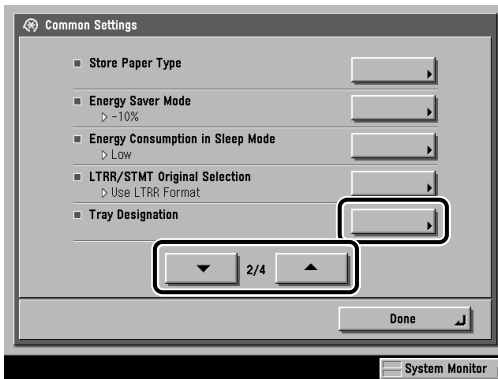 Common Settings
Store Paper Type
Energy Saver Mode
-10%
Energy Consumption in Sleep Mode
Low
LTRR/STMT Original Selection
Use LTRR Format
Tray Designation
2/4
Done
System Monitor